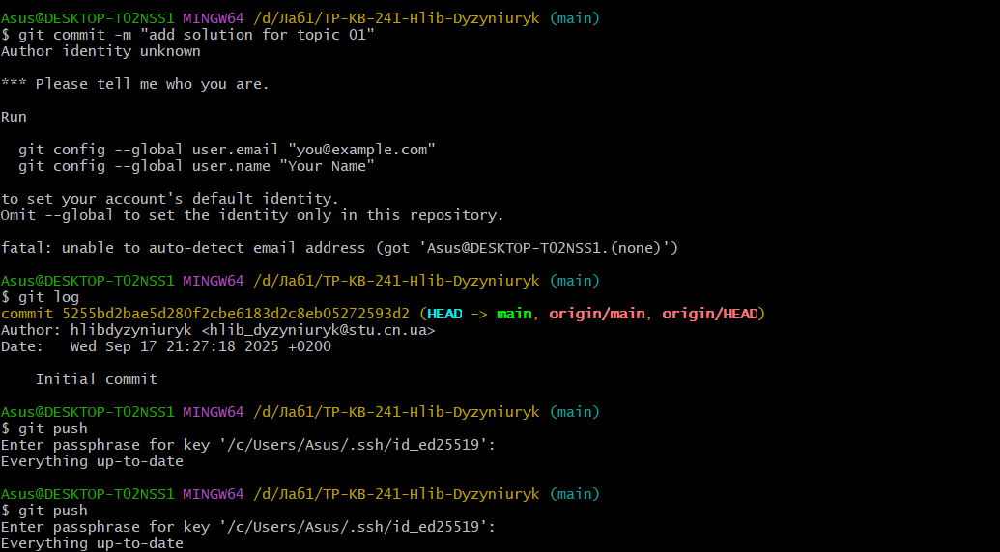 Asus@DESKTOP-T02NSS1 MINGW64 /d/Лаб1/TP-KB-241-Hlib-Dyzyniuryk (main)
$ git commit -m "add solution for topic 01"
Author identity unknown
*** Please tell me who you are.
Run
git config --global user.email "you@example.com"
git config --global user.name "Your Name"
to set your account's default identity.
Omit --global to set the identity only in this repository.
fatal: unable to auto-detect email address (got 'Asus@DESKTOP-T02NSS1.(none)')
Asus@DESKTOP-T02NSS1 MINGW64 /d/Лаб1/TP-KB-241-Hlib-Dyzyniuryk (main)
$ git log
commit 5255bd2bae5d280f2cbe6183d2c8eb05272593d2 (HEAD -> main, origin/main, origin/HEAD)
Author: hlibdyzyniuryk <hlib_dyzyniuryk@stu.cn.ua>
Date:   Wed Sep 17 21:27:18 2025 +0200
Initial commit
Asus@DESKTOP-T02NSS1 MINGW64 /d/Лаб1/TP-KB-241-Hlib-Dyzyniuryk (main)
$ git push
Enter passphrase for key '/c/Users/Asus/.ssh/id_ed25519':
Everything up-to-date
Asus@DESKTOP-T02NSS1 MINGW64 /d/Лаб1/TP-KB-241-Hlib-Dyzyniuryk (main)
$ git push
Enter passphrase for key '/c/Users/Asus/.ssh/id_ed25519':
Everything up-to-date